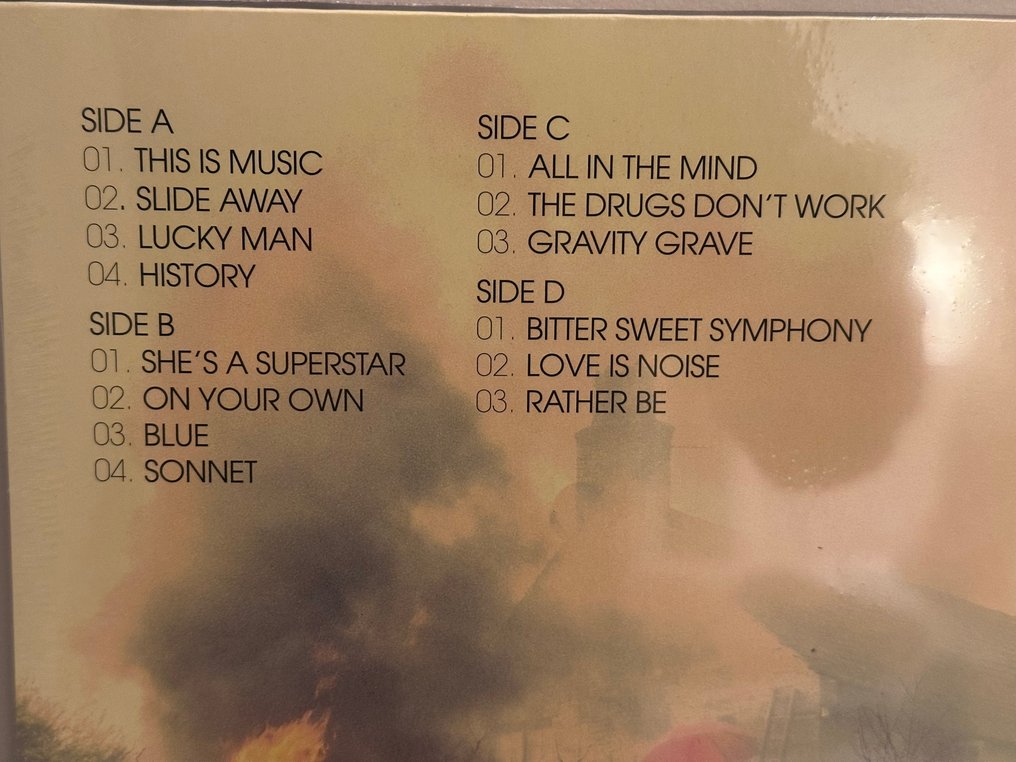 SIDE A
01. THIS IS MUSIC
02. SLIDE AWAY
03. LUCKY MAN
04. HISTORY
SIDE B
01. SHE'S A SUPERSTAR
02. ON YOUR OWN
03. BLUE
04. SONNET
SIDE C
01. ALL IN THE MIND
02. THE DRUGS DON'T WORK
03. GRAVITY GRAVE
SIDE D
01. BITTER SWEET SYMPHONY
02. LOVE IS NOISE
03. RATHER BE